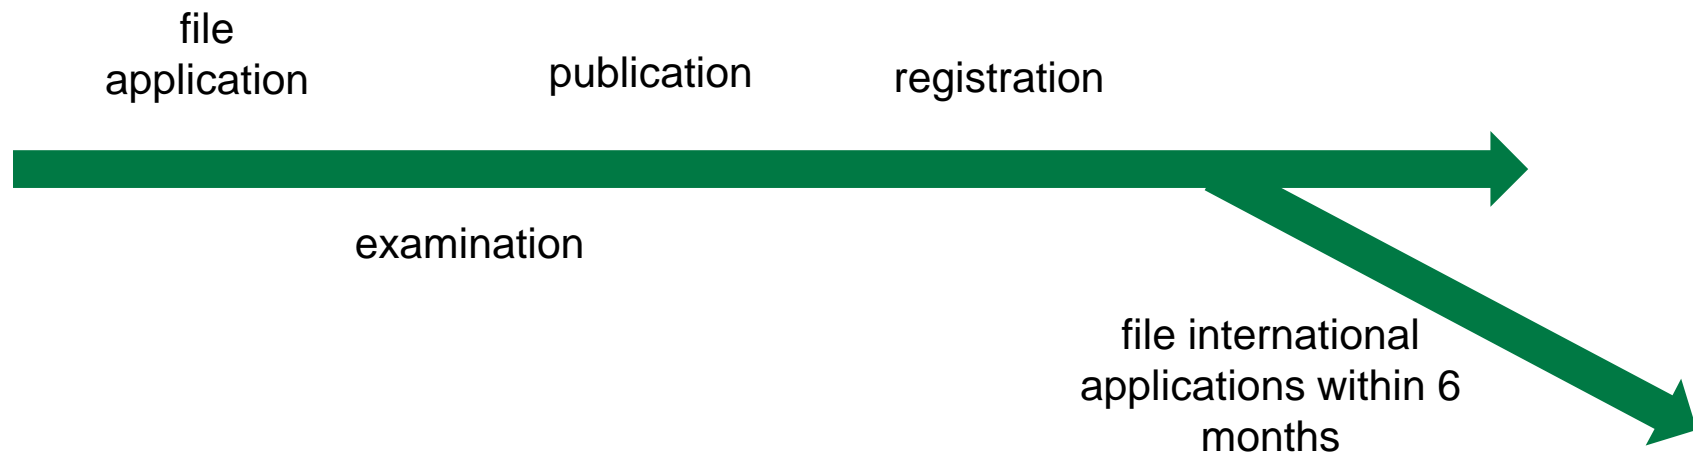 file
application
publication
registration
examination
file international
applications within 6
months